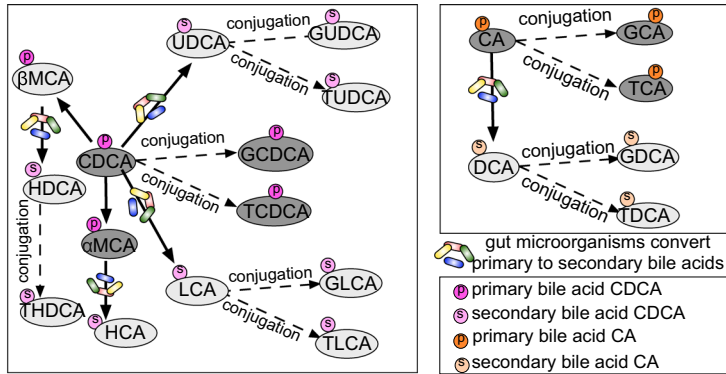 s
UDCA
conjugation
s
GUDCA
conjugation
s
TUDCA
p
βMCA
p
CDCA
conjugation
p
GCDCA
conjugation
p
TCDCA
s
HDCA
conjugation
p
αMCA
s
THDCA
s
HCA
s
LCA
conjugation
s
GLCA
conjugation
s
TLCA
p
CA
conjugation
p
GCA
conjugation
p
TCA
s
DCA
conjugation
s
GDCA
conjugation
s
TDCA
gut microorganisms convert
primary to secondary bile acids
p primary bile acid CDCA
s secondary bile acid CDCA
p primary bile acid CA
s secondary bile acid CA